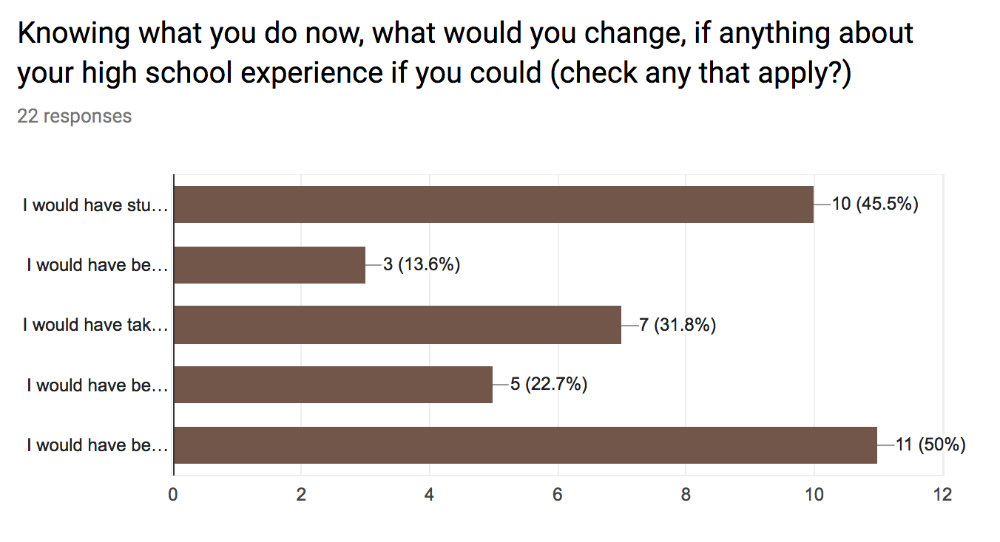 Knowing what you do now, what would you change, if anything about
your high school experience if you could (check any that apply?)
22 responses
I would have stu…
10 (45.5%)
I would have be…
3 (13.6%)
I would have tak…
7 (31.8%)
I would have be…
5 (22.7%)
I would have be…
11 (50%)
0 2 4 6 8 10 12